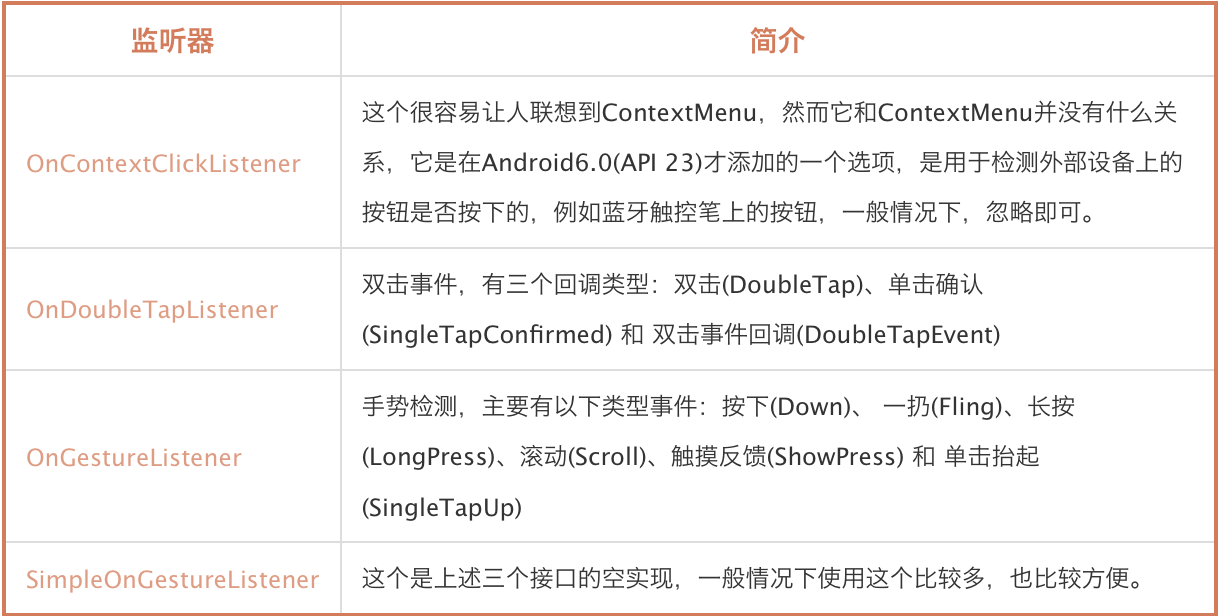 监听器
简介
OnContextClickListener
这个很容易让人联想到ContextMenu，然而它和ContextMenu并没有什么关
系，它是在Android6.0(API 23)才添加的一个选项，是用于检测外部设备上的
按钮是否按下的，例如蓝牙触控笔上的按钮，一般情况下，忽略即可。
OnDoubleTapListener
双击事件，有三个回调类型：双击(DoubleTap)、单击确认
(SingleTapConfirmed) 和 双击事件回调(DoubleTapEvent)
OnGestureListener
手势检测，主要有以下类型事件：按下(Down)、 一扔(Fling)、长按
(LongPress)、滚动(Scroll)、触摸反馈(ShowPress) 和 单击抬起
(SingleTapUp)
SimpleOnGestureListener
这个是上述三个接口的空实现，一般情况下使用这个比较多，也比较方便。